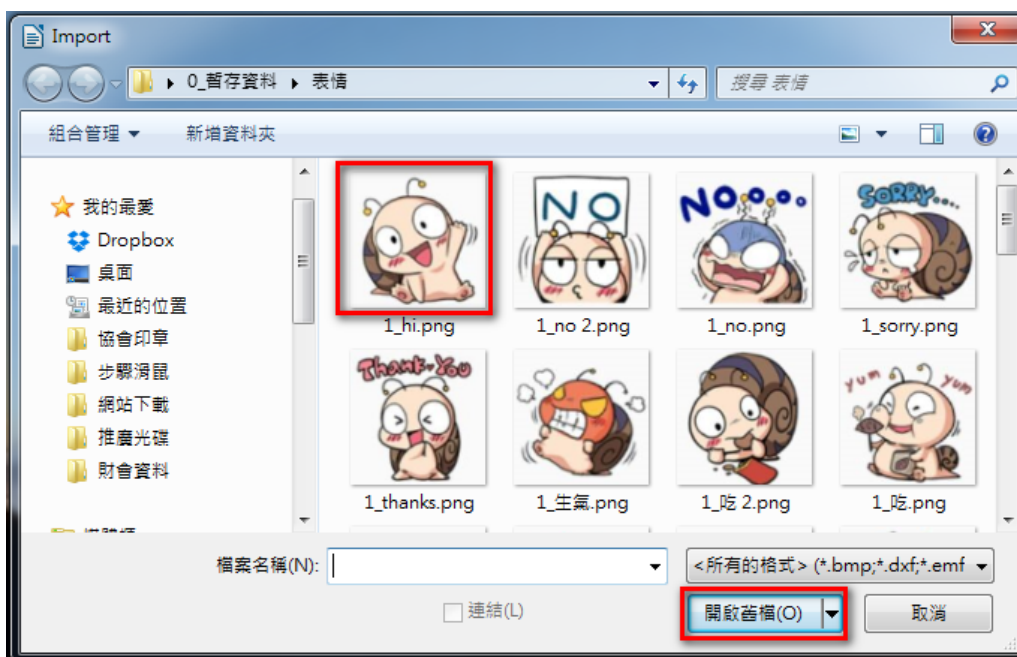 Import
0_暫存資料 ▸ 表情
搜尋 表情
組合管理
新增資料夾
我的最愛
Dropbox
桌面
最近的位置
協會印章
步驟滑鼠
網站下載
推廣光碟
財會資料
NO
NO
SORRY...
1_hi.png
1_no 2.png
1_no.png
1_sorry.png
Thank-You
yum
yum
1_thanks.png
1_生氣.png
1_吃 2.png
1_吃.png
檔案名稱(N):
<所有的格式> (*.bmp;*.dxf;*.emf
連結(L)
開啟舊檔(O)
取消